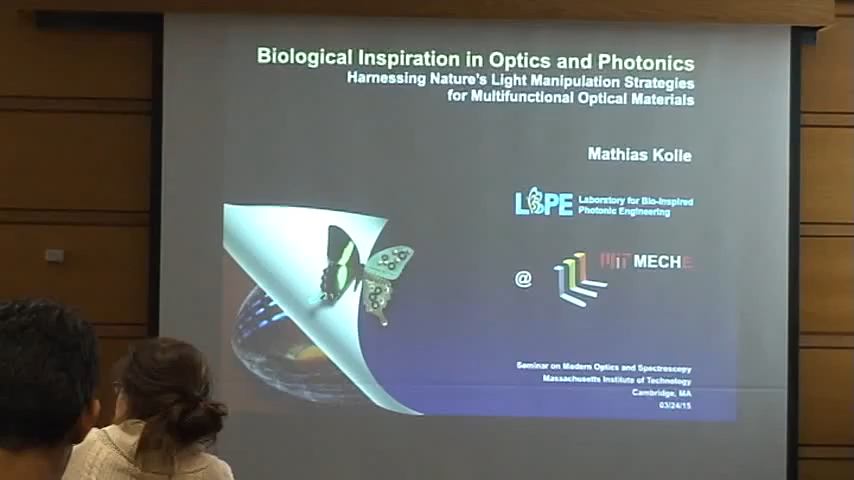 Biological Inspiration in Optics and Photonics
Harnessing Nature's Light Manipulation Strategies
for Multifunctional Optical Materials
Mathias Kolle
LBPE Laboratory for Bio-Inspired
Photonic Engineering
@ MIT MECHE
Seminar on Modern Optics and Spectroscopy
Massachusetts Institute of Technology
Cambridge, MA
03/24/15